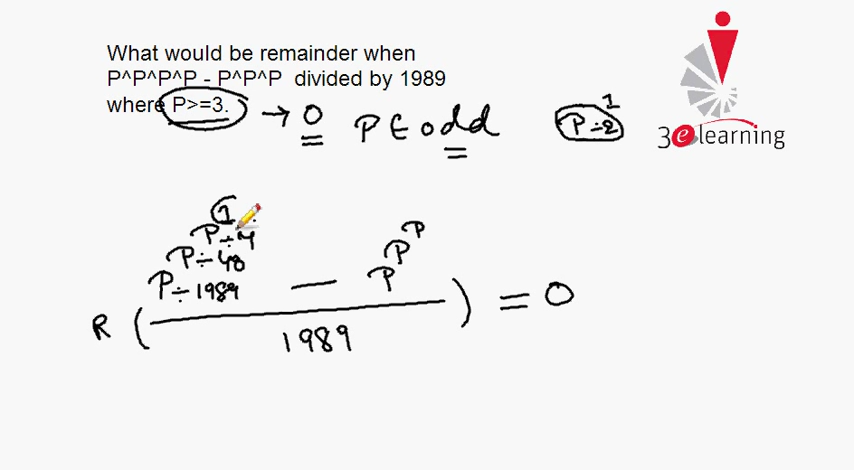 What would be remainder when
P^P^P^P - P^P^P divided by 1989
where P>=3. → 0 P ∈ odd P÷2 1
3elearning
1
P÷4
P÷48
P÷1989 — P^P^P
R ( ) = 0
1989